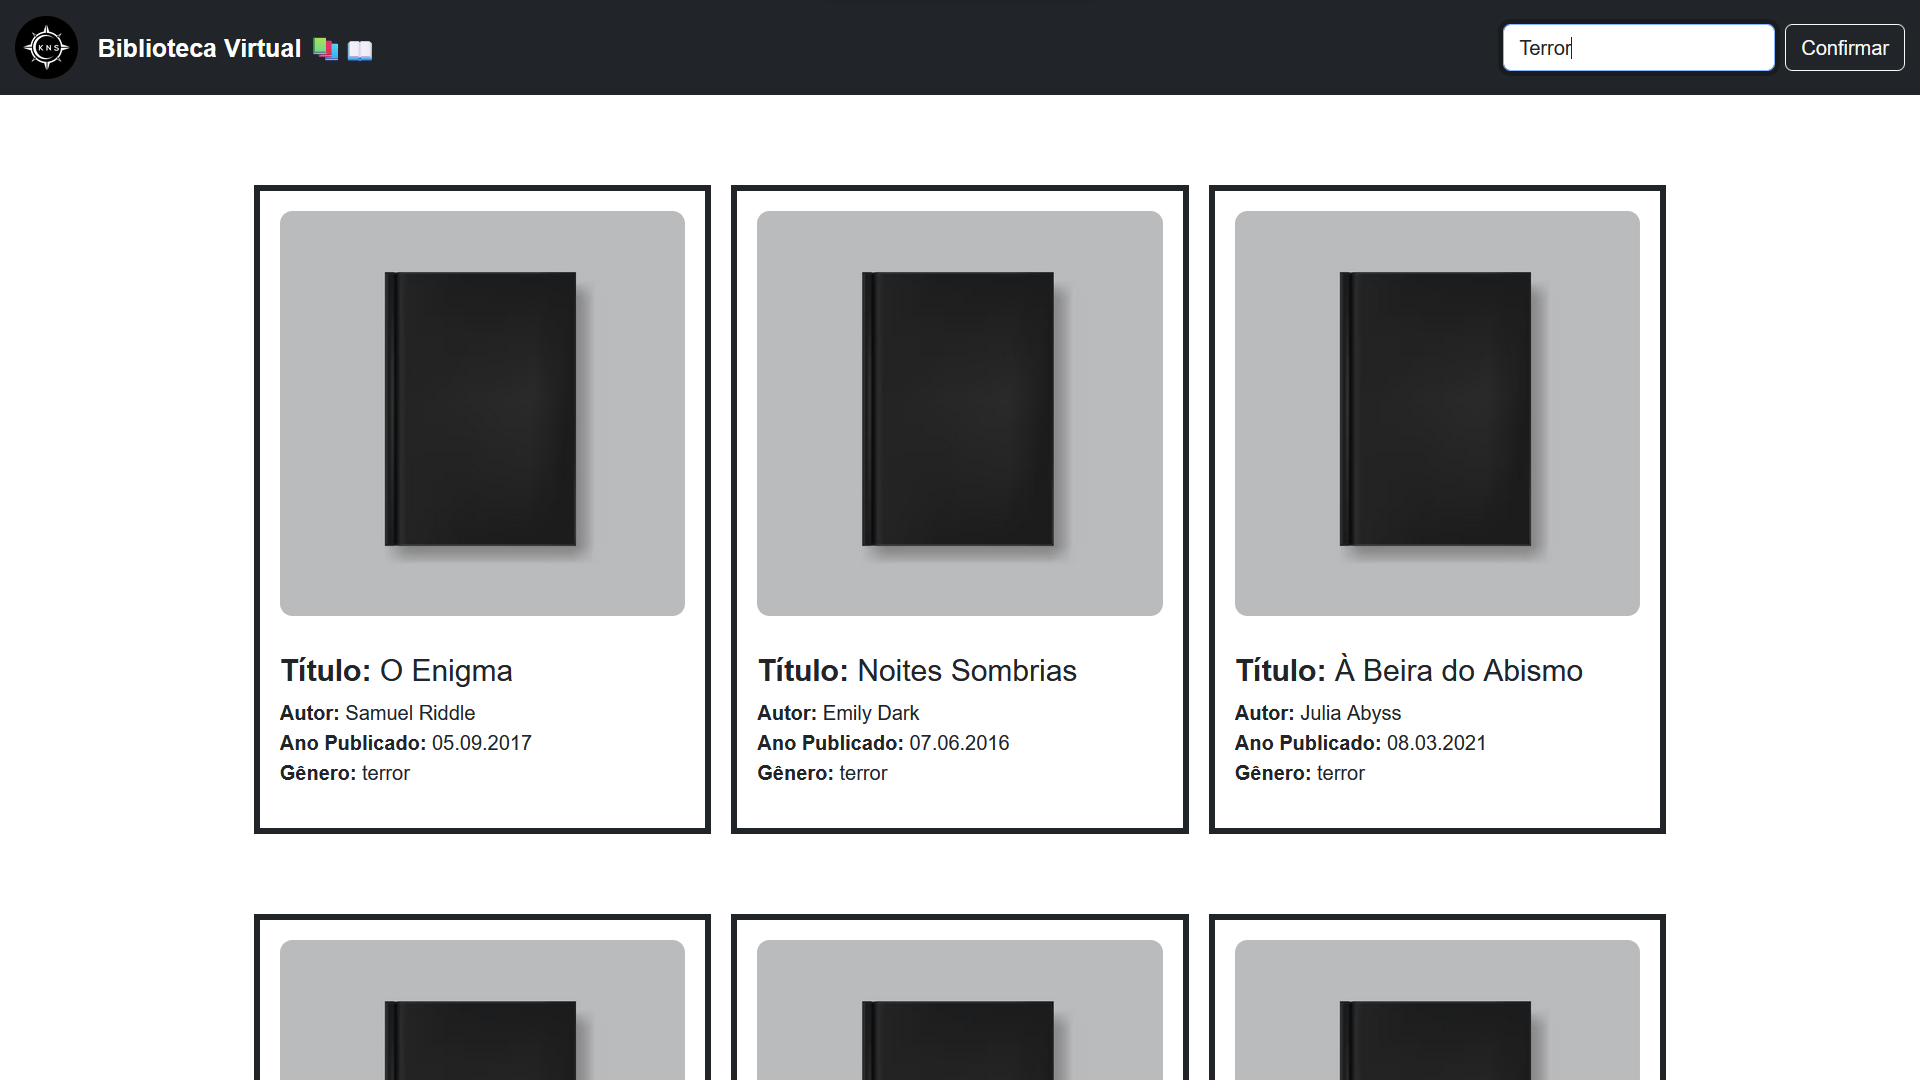 KNS
Biblioteca Virtual 📚 📖
Terror
Confirmar
Título: O Enigma
Autor: Samuel Riddle
Ano Publicado: 05.09.2017
Gênero: terror
Título: Noites Sombrias
Autor: Emily Dark
Ano Publicado: 07.06.2016
Gênero: terror
Título: À Beira do Abismo
Autor: Julia Abyss
Ano Publicado: 08.03.2021
Gênero: terror